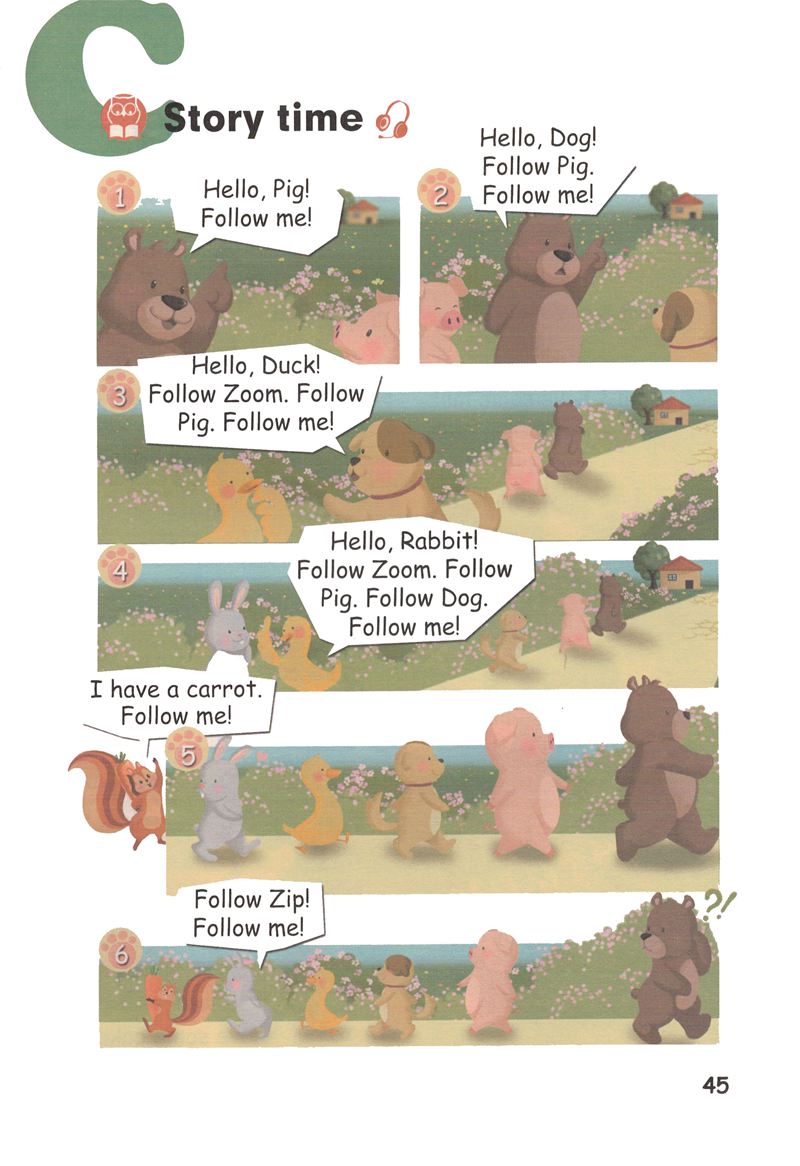 C
Story time
1
Hello, Pig!
Follow me!
2
Hello, Dog!
Follow Pig.
Follow me!
3
Hello, Duck!
Follow Zoom. Follow
Pig. Follow me!
4
Hello, Rabbit!
Follow Zoom. Follow
Pig. Follow Dog.
Follow me!
I have a carrot.
Follow me!
5
Follow Zip!
Follow me!
6
?!
45